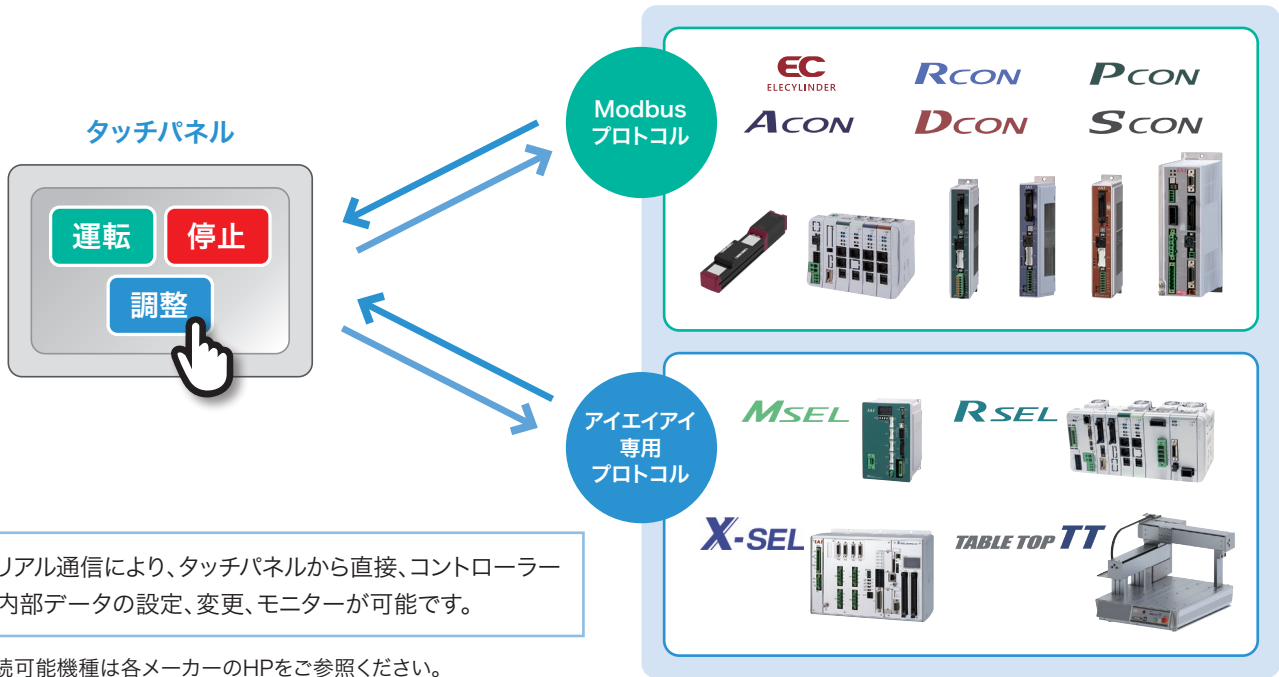 タッチパネル
運転
停止
調整
Modbus
プロトコル
EC
ELECYLINDER
RCON
PCON
ACON
DCON
SCON
アイエイアイ
専用
プロトコル
MSEL
RSEL
X-SEL
TABLE TOP TT
リアル通信により、タッチパネルから直接、コントローラー
内部データの設定、変更、モニターが可能です。
続可能機種は各メーカーのHPをご参照ください。